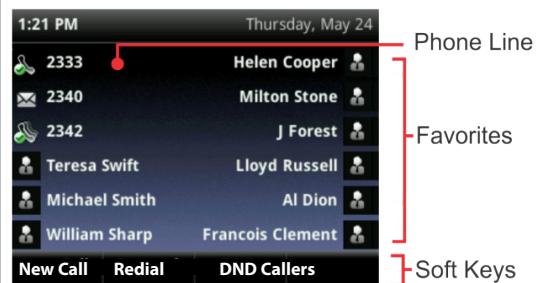 1:21 PM Thursday, May 24
Phone Line
2333 Helen Cooper
2340 Milton Stone
2342 J Forest
Favorites
Teresa Swift Lloyd Russell
Michael Smith Al Dion
William Sharp Francois Clement
New Call Redial DND Callers
Soft Keys